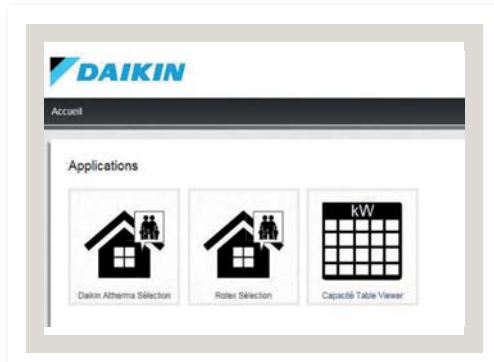 DAIKIN
Accueil
Applications
Daikin Altherma Sélection
Rotex Sélection
kW
Capacité Table Viewer